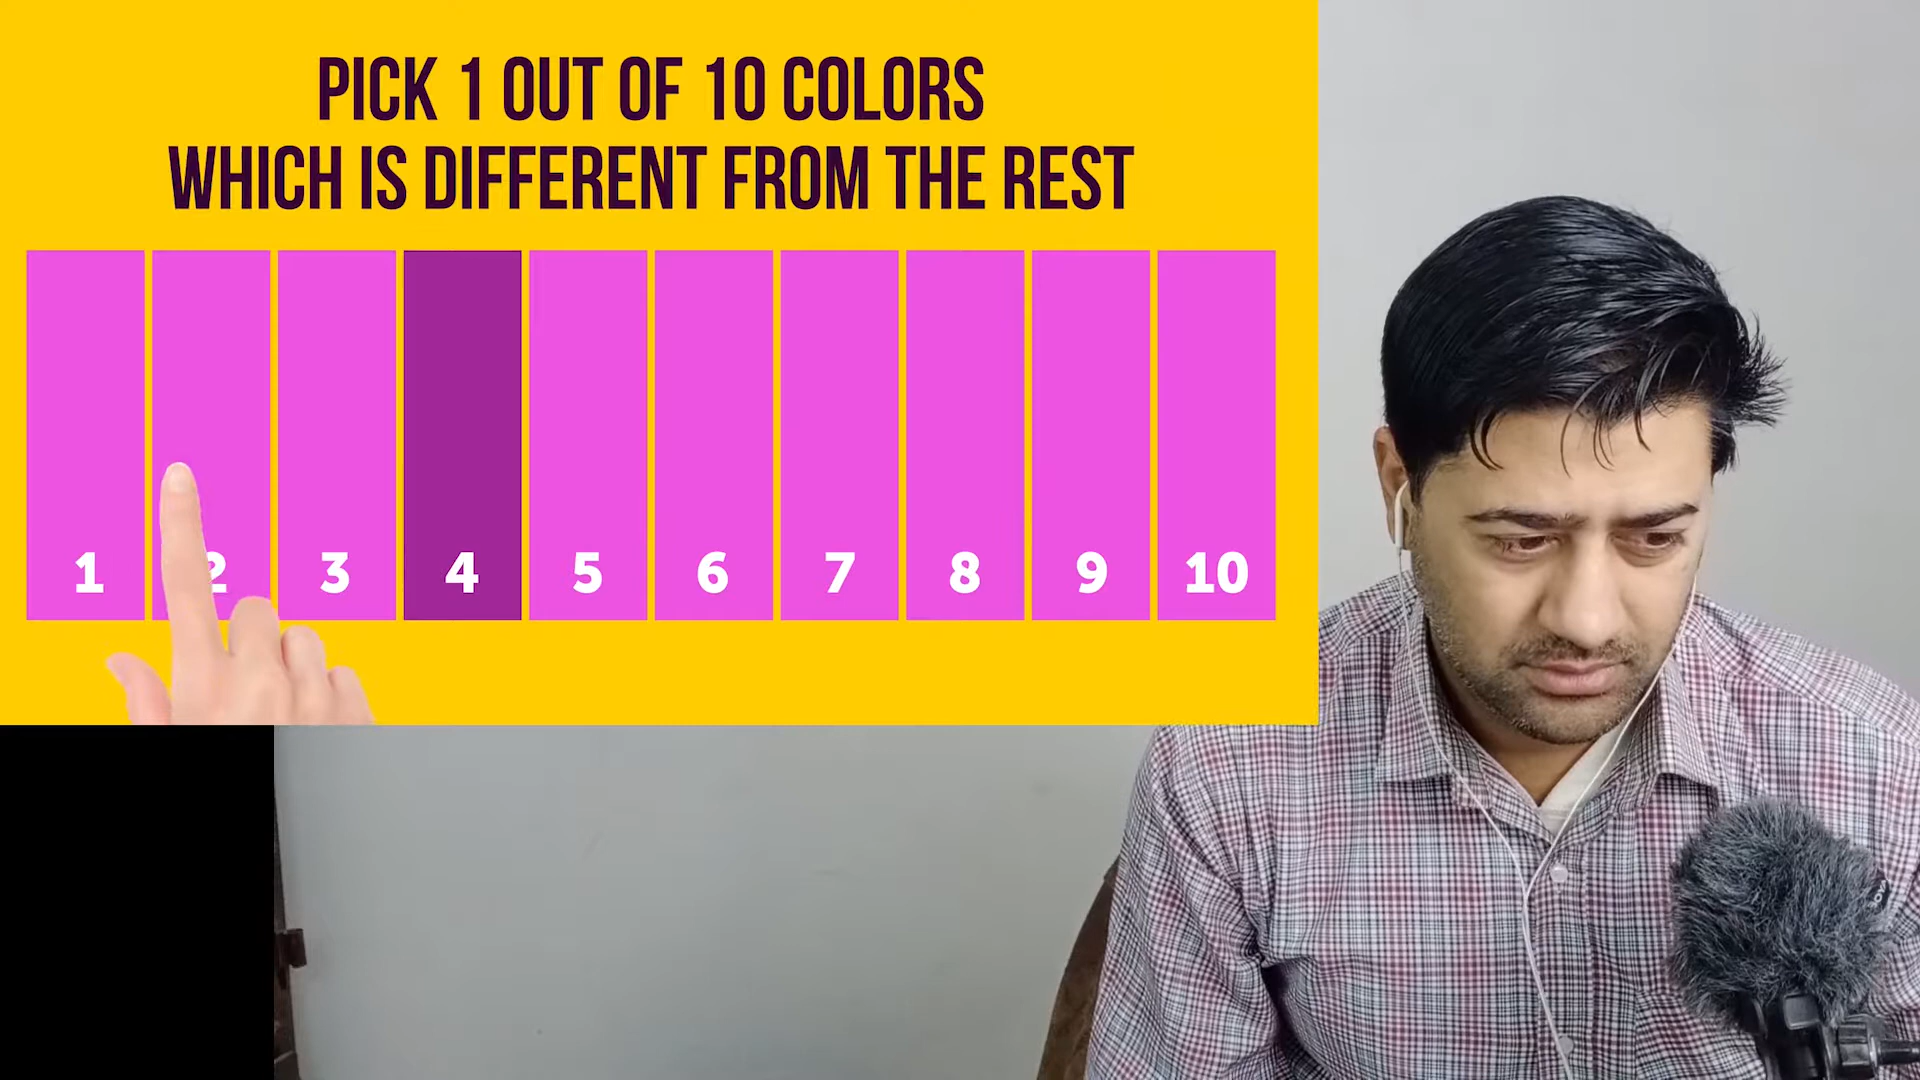 PICK 1 OUT OF 10 COLORS
WHICH IS DIFFERENT FROM THE REST
1 2 3 4 5 6 7 8 9 10
BOYA